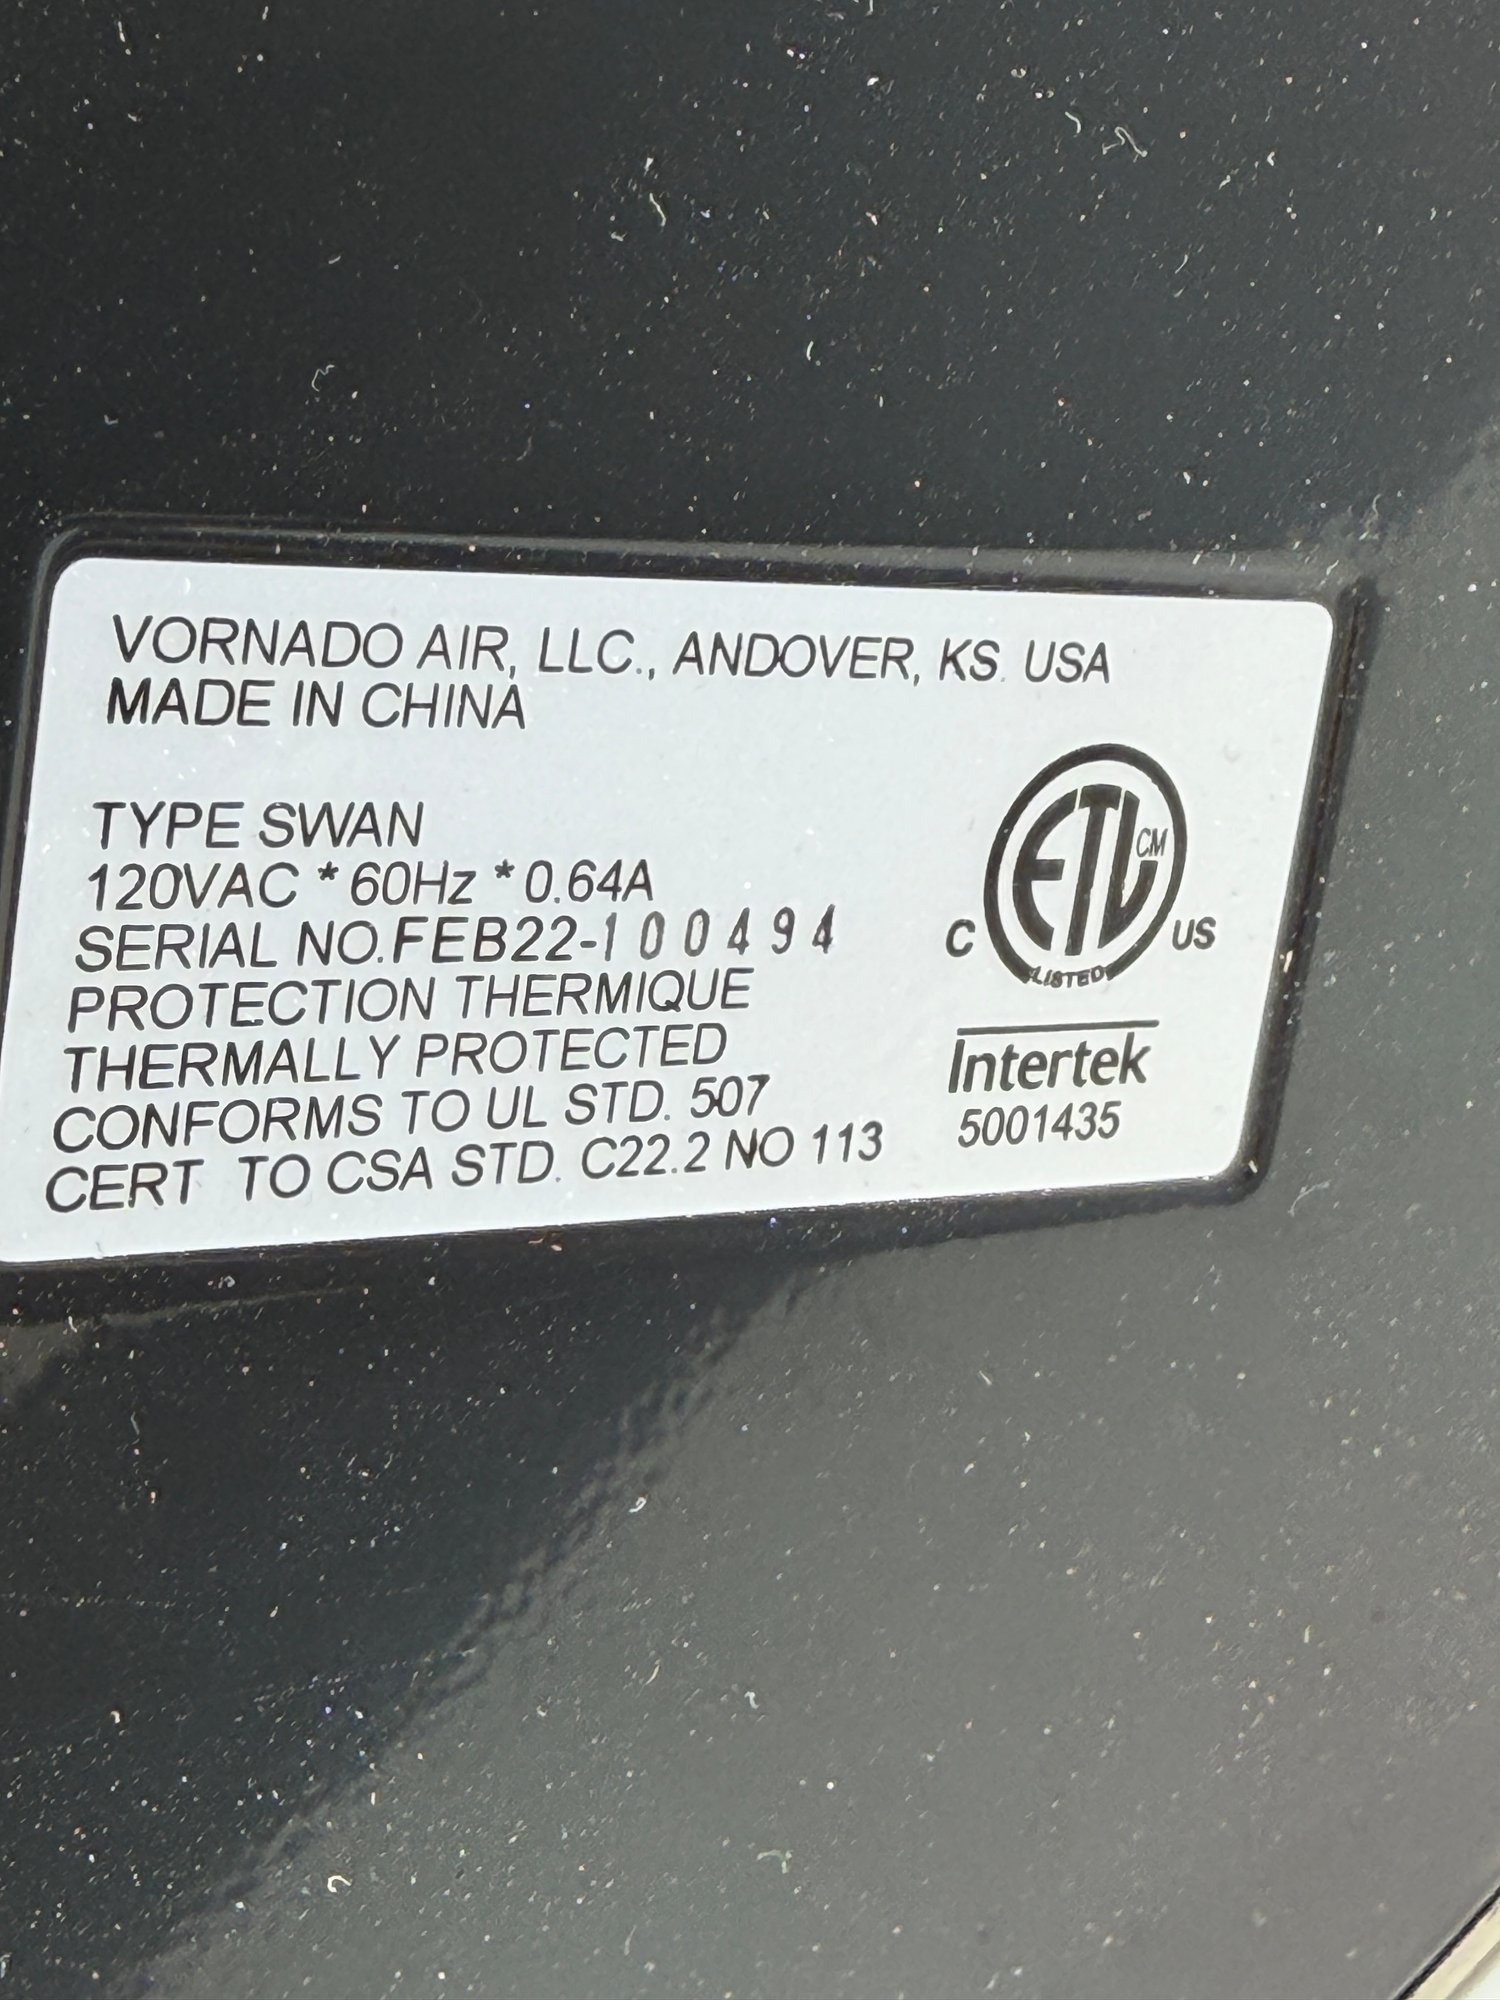 VORNADO AIR, LLC., ANDOVER, KS. USA
MADE IN CHINA
TYPE SWAN
120VAC * 60Hz * 0.64A
SERIAL NO.FEB22-100494
PROTECTION THERMIQUE
THERMALLY PROTECTED
CONFORMS TO UL STD. 507
CERT TO CSA STD. C22.2 NO 113
ETL CM
C US
LISTED
Intertek
5001435